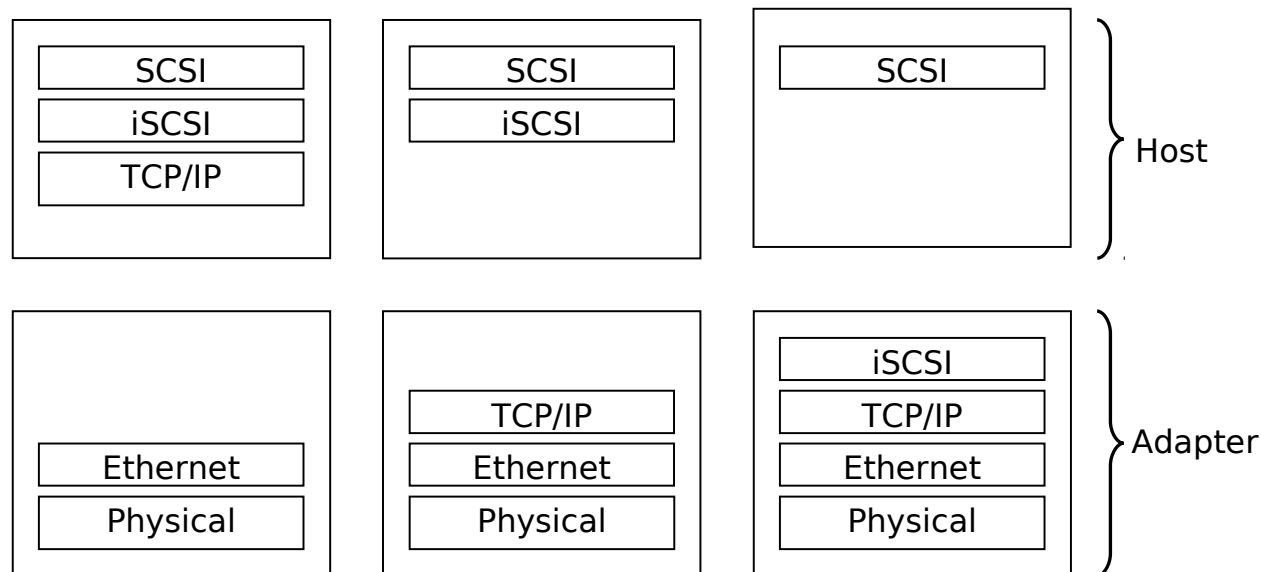 SCSI
iSCSI
TCP/IP
SCSI
iSCSI
SCSI
Host
Ethernet
Physical
TCP/IP
Ethernet
Physical
iSCSI
TCP/IP
Ethernet
Physical
Adapter